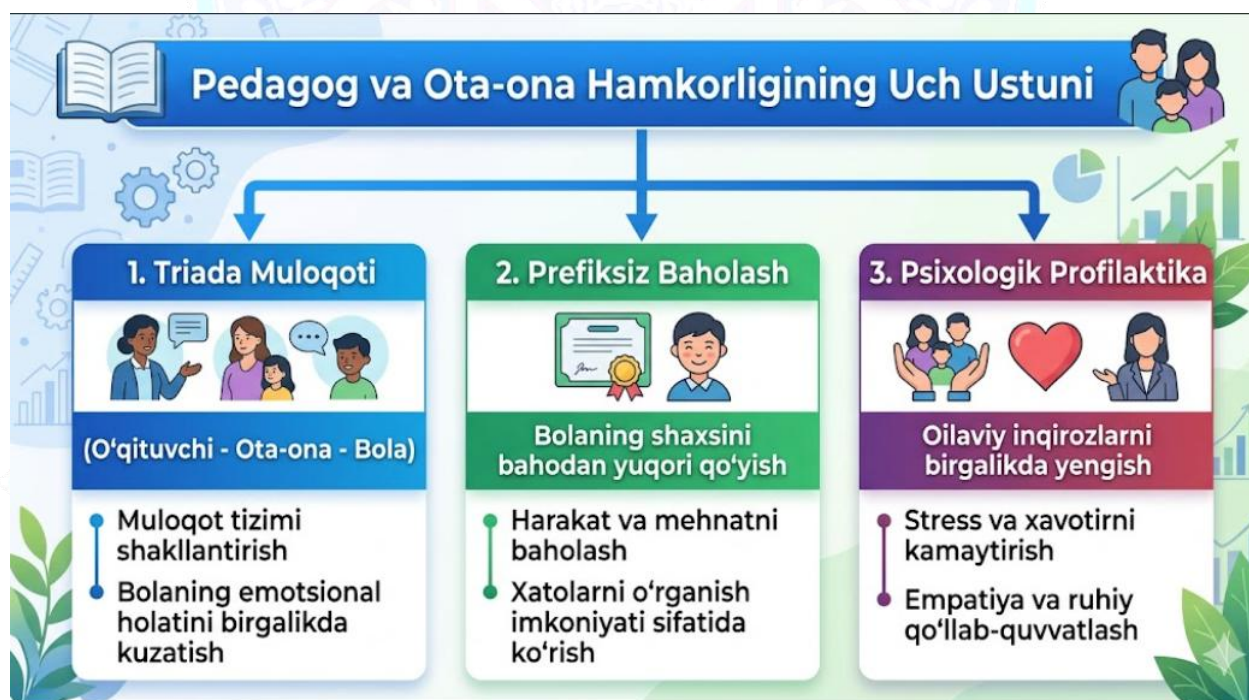 Pedagog va Ota-ona Hamkorligining Uch Ustuni
1. Triada Muloqoti
(O‘qituvchi - Ota-ona - Bola)
Muloqot tizimi
shakllantirish
Bolaning emotsional
holatini birgalikda
kuzatish
2. Prefiksiz Baholash
Bolaning shaxsini
bahodan yuqori qo‘yish
Harakat va mehnatni
baholash
Xatolarni o‘rganish
imkoniyati sifatida
ko‘rish
3. Psixologik Profilaktika
Oilaviy inqirozlarni
birgalikda yengish
Stress va xavotirni
kamaytirish
Empatiya va ruhiy
qo‘llab-quvvatlash